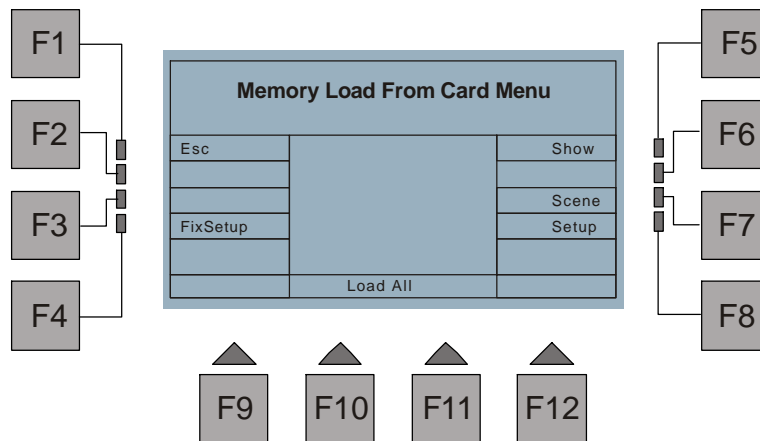 F1
F5
Memory Load From Card Menu
F2
F6
Esc
Show
F3
F7
Scene
FixSetup
Setup
Load All
F4
F8
F9
F10
F11
F12